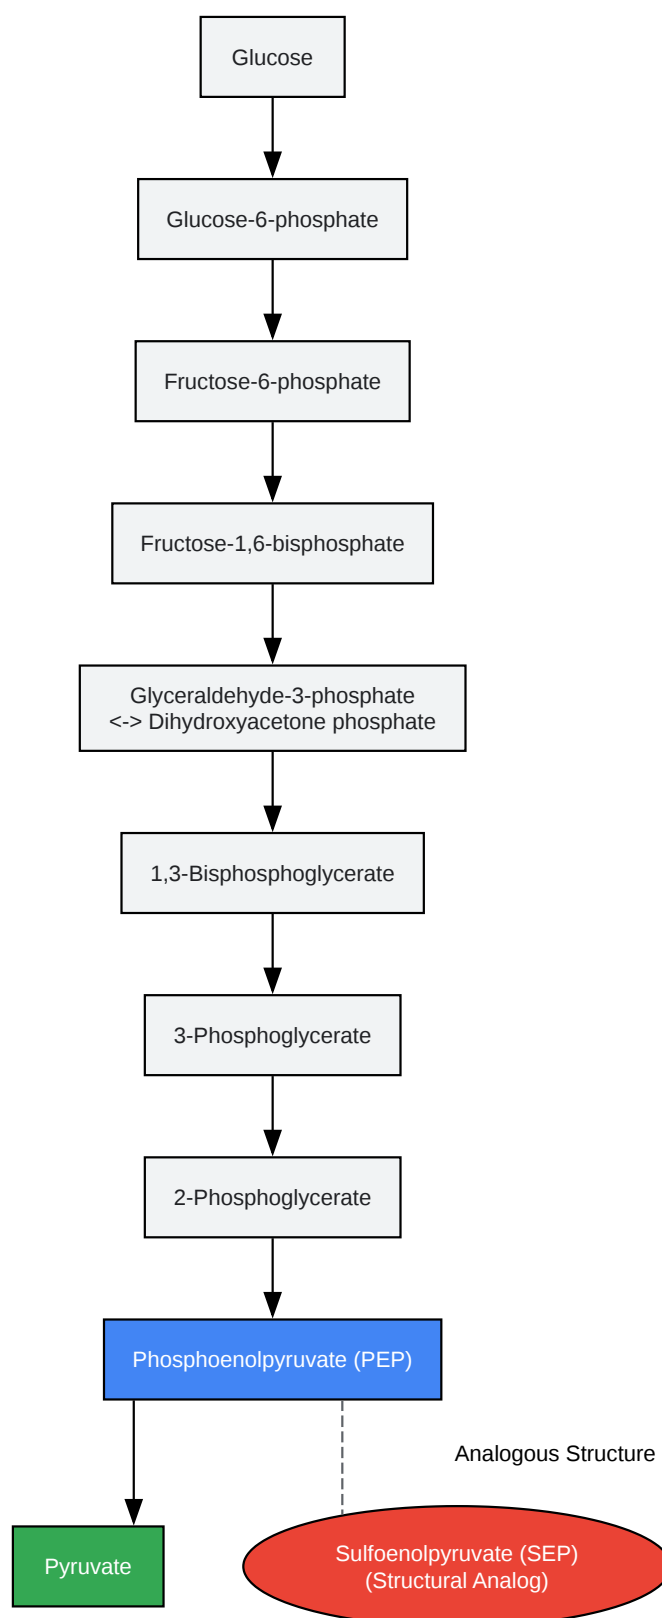 Glucose
Glucose-6-phosphate
Fructose-6-phosphate
Fructose-1,6-bisphosphate
Glyceraldehyde-3-phosphate
<-> Dihydroxyacetone phosphate
1,3-Bisphosphoglycerate
3-Phosphoglycerate
2-Phosphoglycerate
Phosphoenolpyruvate (PEP)
Analogous Structure
Pyruvate
Sulfoenolpyruvate (SEP)
(Structural Analog)